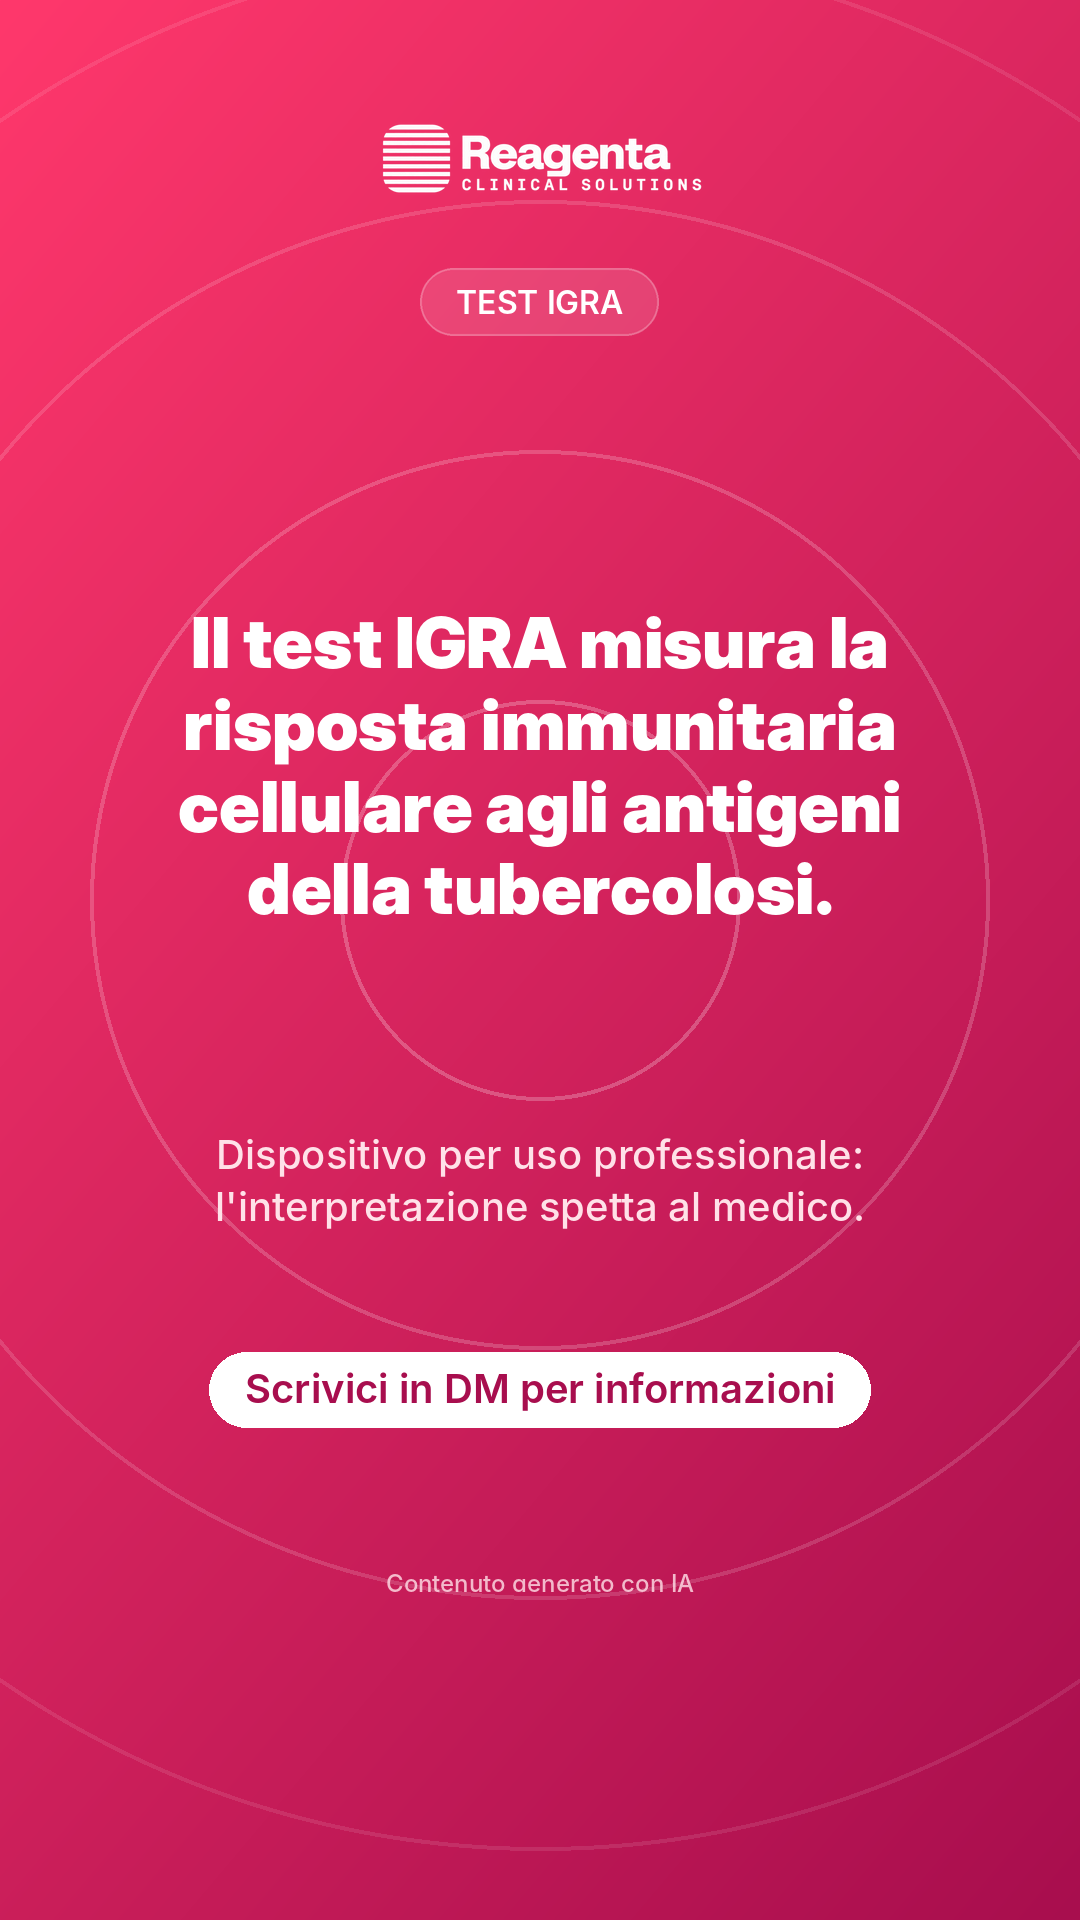 Reagenta
CLINICAL SOLUTIONS
TEST IGRA
Il test IGRA misura la
risposta immunitaria
cellulare agli antigeni
della tubercolosi.
Dispositivo per uso professionale:
l'interpretazione spetta al medico.
Scrivici in DM per informazioni
Contenuto generato con IA